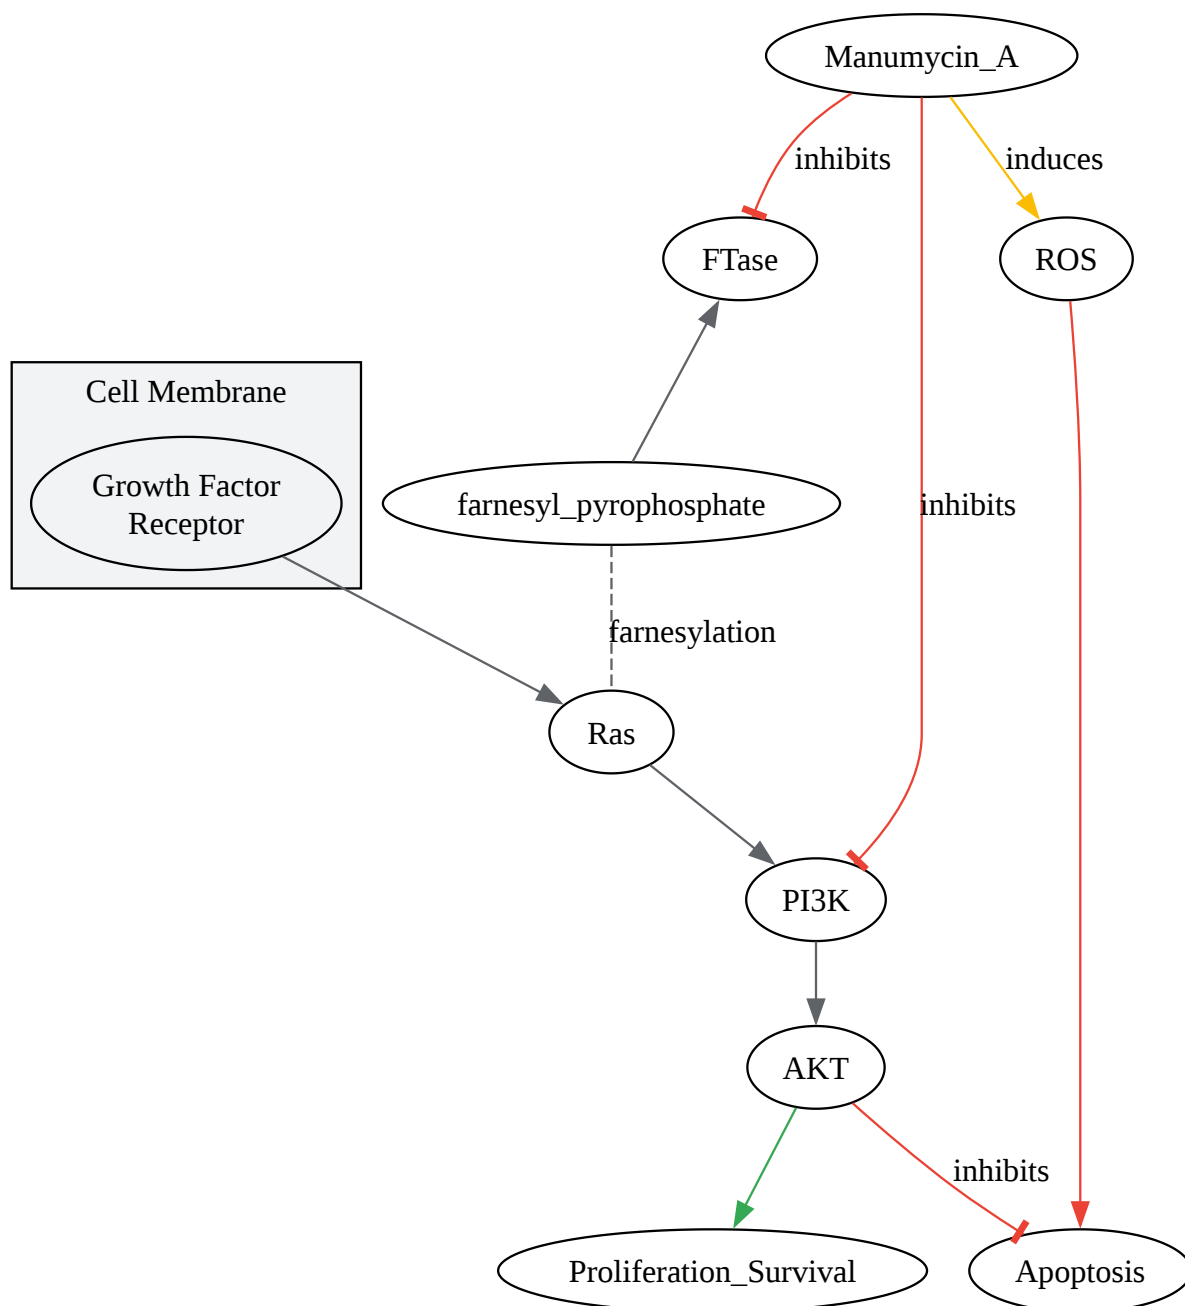 Manumycin_A
inhibits
induces
FTase
ROS
Cell Membrane
Growth Factor
Receptor
farnesyl_pyrophosphate
inhibits
farnesylation
Ras
PI3K
AKT
inhibits
Proliferation_Survival
Apoptosis